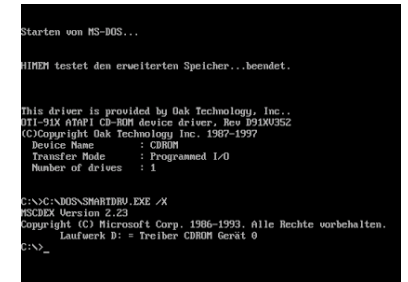 Starten von MS-DOS...
HIMEM testet den erweiterten Speicher...beendet.
This driver is provided by Oak Technology, Inc..
OTI-91X ATAPI CD-ROM device driver, Rev D91XV352
(C)Copyright Oak Technology Inc. 1987-1997
Device Name : CDROM
Transfer Mode : Programmed I/O
Number of drives : 1
C:\>C:\DOS\SMARTDRV.EXE /X
MSCDEX Version 2.23
Copyright (C) Microsoft Corp. 1986-1993. Alle Rechte vorbehalten.
Laufwerk D: = Treiber CDROM Gerät 0
C:\>_